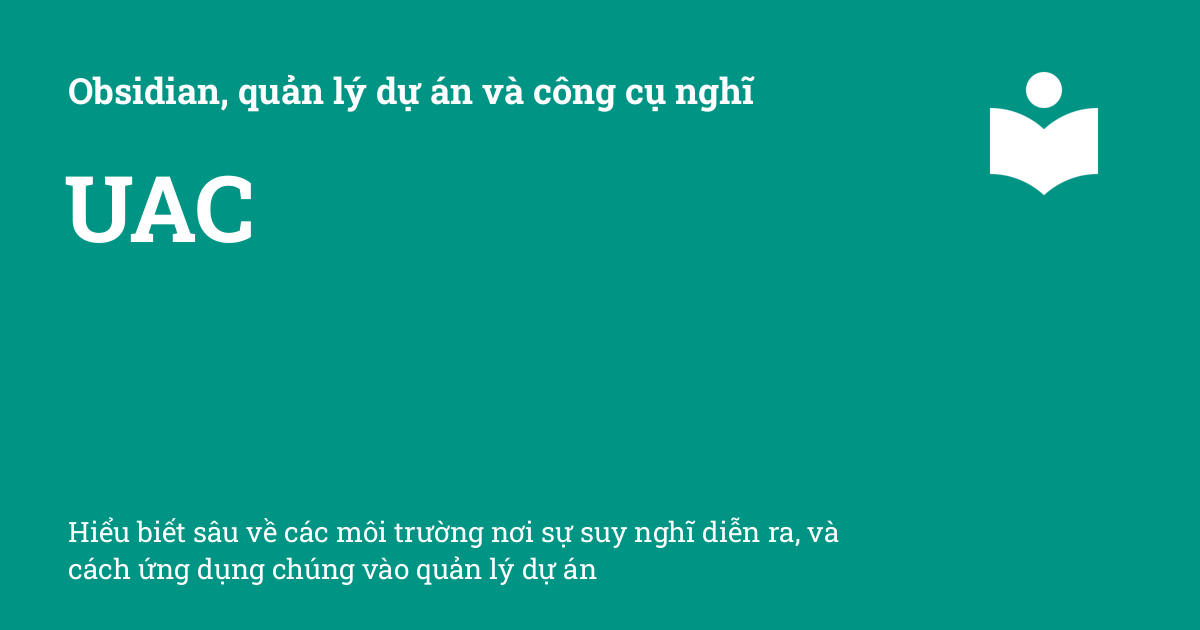 Obsidian, quản lý dự án và công cụ nghĩ
UAC
Hiểu biết sâu về các môi trường nơi sự suy nghĩ diễn ra, và
cách ứng dụng chúng vào quản lý dự án